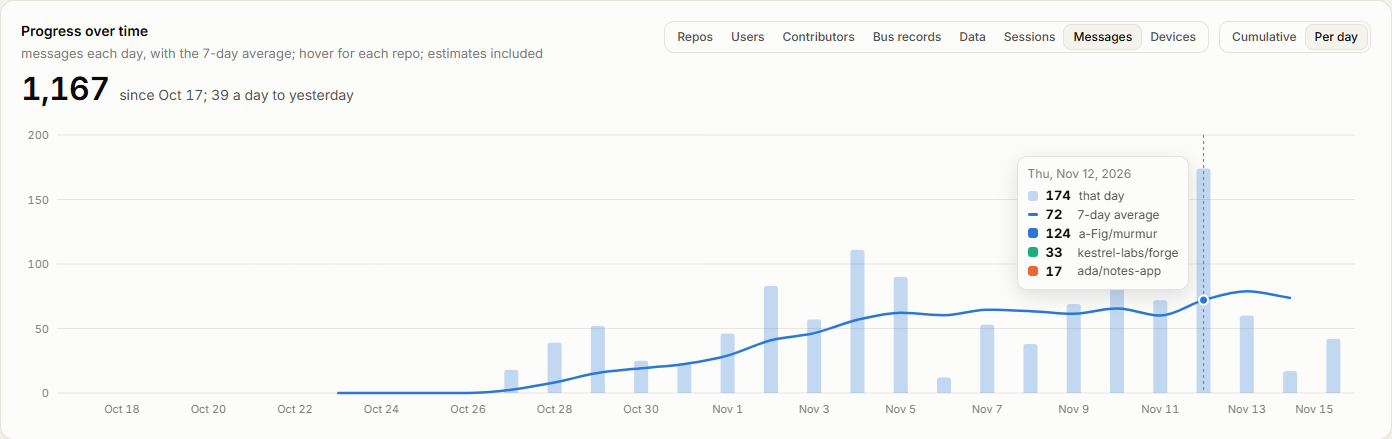 Progress over time
messages each day, with the 7-day average; hover for each repo; estimates included
Repos Users Contributors Bus records Data Sessions Messages Devices Cumulative Per day
1,167 since Oct 17; 39 a day to yesterday
200
150
100
50
0
Thu, Nov 12, 2026
174 that day
72 7-day average
124 a-Fig/murmur
33 kestrel-labs/forge
17 ada/notes-app
Oct 18 Oct 20 Oct 22 Oct 24 Oct 26 Oct 28 Oct 30 Nov 1 Nov 3 Nov 5 Nov 7 Nov 9 Nov 11 Nov 13 Nov 15